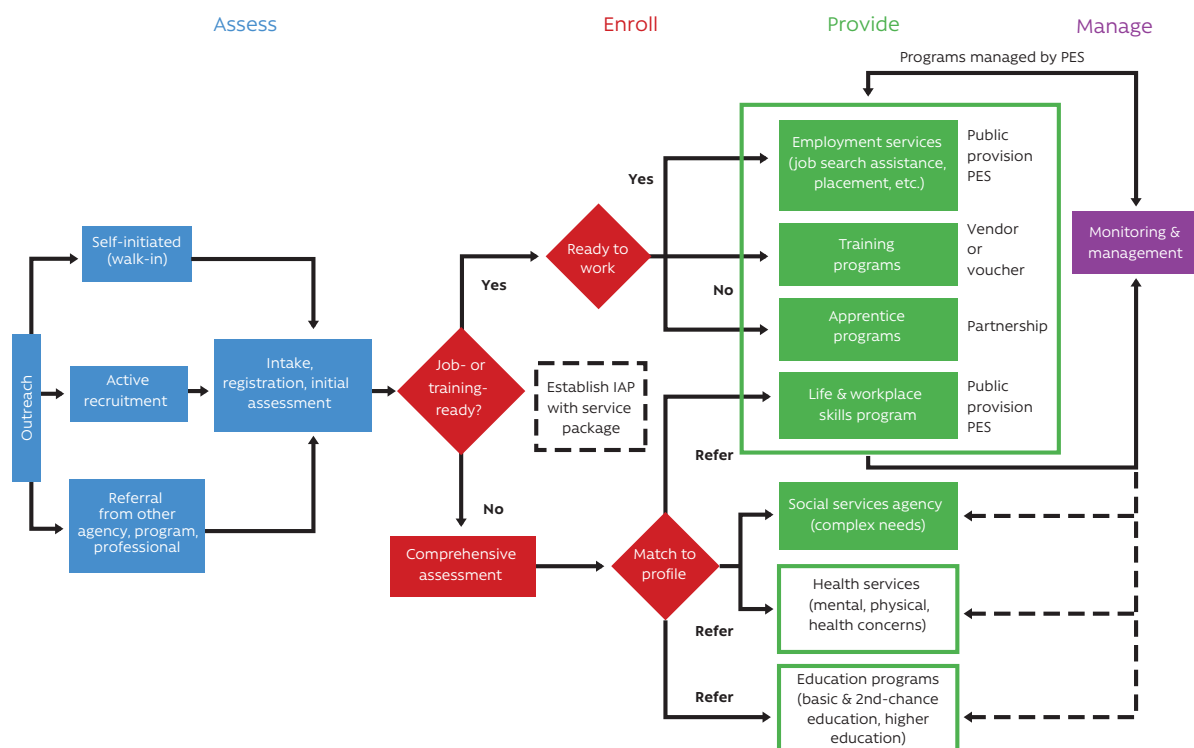 Assess
Enroll
Provide
Manage
Programs managed by PES
Outreach
Self-initiated
(walk-in)
Active
recruitment
Referral
from other
agency, program,
professional
Intake,
registration, initial
assessment
Job- or
training-
ready?
Yes
No
Ready to
work
Yes
No
Establish IAP
with service
package
Comprehensive
assessment
Match to
profile
Refer
Refer
Refer
Employment services
(job search assistance,
placement, etc.)
Public
provision
PES
Training
programs
Vendor
or
voucher
Apprentice
programs
Partnership
Life & workplace
skills program
Public
provision
PES
Social services agency
(complex needs)
Health services
(mental, physical,
health concerns)
Education programs
(basic & 2nd-chance
education, higher
education)
Monitoring &
management